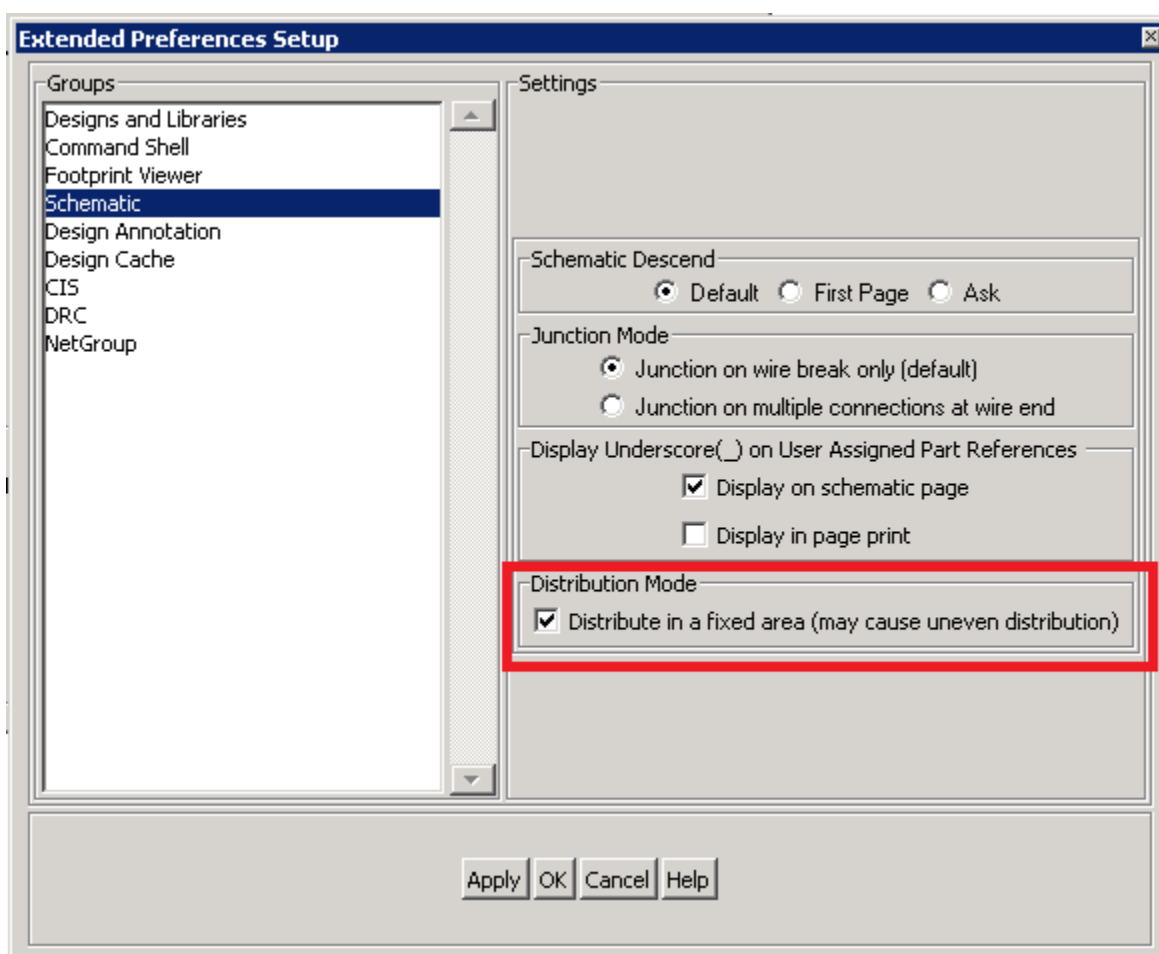 Extended Preferences Setup
Groups
Designs and Libraries
Command Shell
Footprint Viewer
Schematic
Design Annotation
Design Cache
CIS
DRC
NetGroup
Settings
Schematic Descend
Default First Page Ask
Junction Mode
Junction on wire break only (default)
Junction on multiple connections at wire end
Display Underscore(_) on User Assigned Part References
Display on schematic page
Display in page print
Distribution Mode
Distribute in a fixed area (may cause uneven distribution)
Apply OK Cancel Help